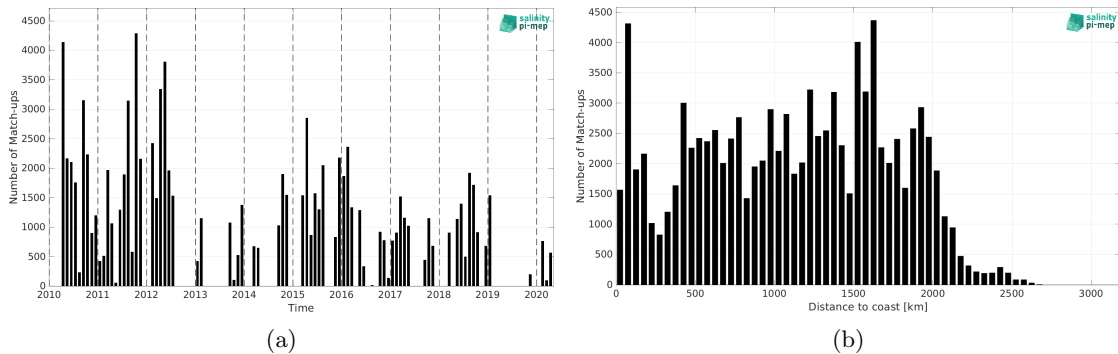 4500
4000
3500
3000
2500
2000
1500
1000
500
0
Number of Match-ups
salinity
pi-mep
2010 2011 2012 2013 2014 2015 2016 2017 2018 2019 2020
Time
(a)
4500
4000
3500
3000
2500
2000
1500
1000
500
0
Number of Match-ups
salinity
pi-mep
0 500 1000 1500 2000 2500 3000
Distance to coast [km]
(b)